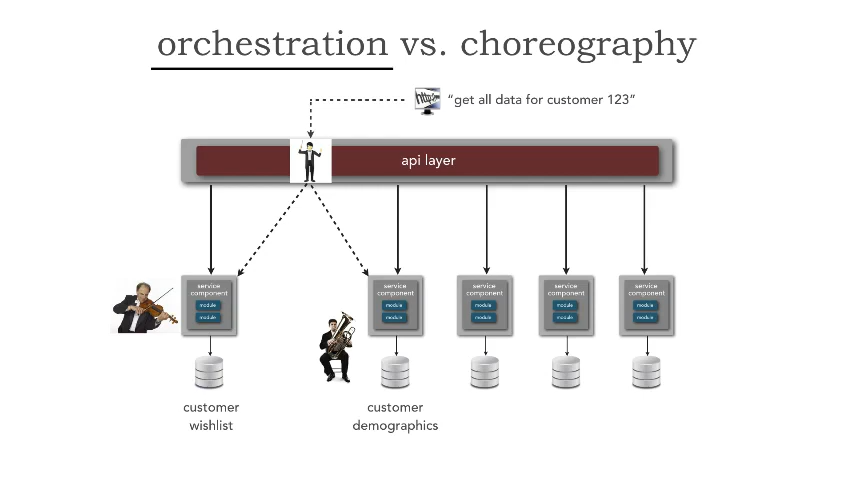 orchestration vs. choreography
http://
"get all data for customer 123"
api layer
service
component
module
module
service
component
module
module
service
component
module
module
service
component
module
module
service
component
module
module
customer
wishlist
customer
demographics